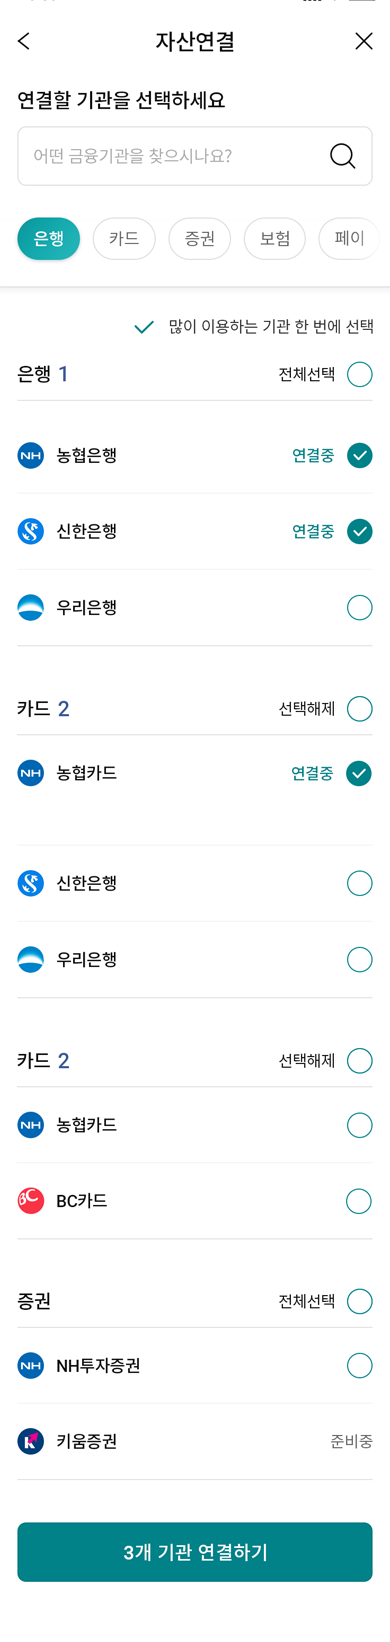 자산연결
연결할 기관을 선택하세요
어떤 금융기관을 찾으시나요?
은행 카드 증권 보험 페이
많이 이용하는 기관 한 번에 선택
은행 1 전체선택
NH 농협은행 연결중
신한은행 연결중
우리은행
카드 2 선택해제
NH 농협카드 연결중
신한은행
우리은행
카드 2 선택해제
NH 농협카드
BC BC카드
증권 전체선택
NH NH투자증권
K 키움증권 준비중
3개 기관 연결하기